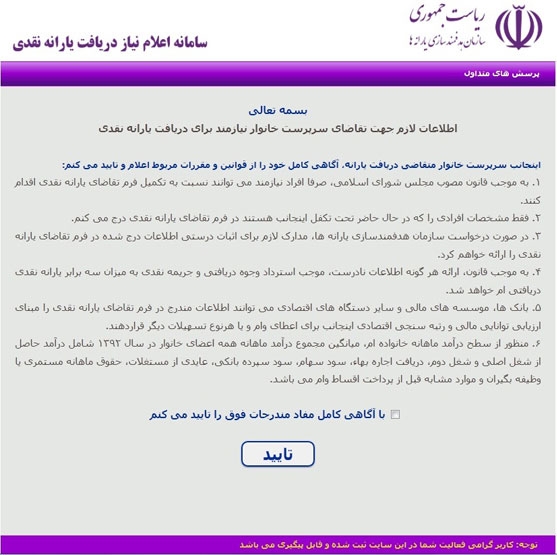 ریاست جمهوری
سازمان هدفمندسازی یارانه ها
سامانه اعلام نیاز دریافت یارانه نقدی
پرسش های متداول
بسمه تعالی
اطلاعات لازم جهت تقاضای سرپرست خانوار نیازمند برای دریافت یارانه نقدی
اینجانب سرپرست خانوار متقاضی دریافت یارانه، آگاهی کامل خود را از قوانین و مقررات مربوط اعلام و تایید می کنم:
۱. به موجب قانون مصوب مجلس شورای اسلامی، صرفا افراد نیازمند می توانند نسبت به تکمیل فرم تقاضای یارانه نقدی اقدام
کنند.
۲. فقط مشخصات افرادی را که در حال حاضر تحت تکفل اینجانب هستند در فرم تقاضای یارانه نقدی درج می کنم.
۳. در صورت درخواست سازمان هدفمندسازی یارانه ها، مدارک لازم برای اثبات درستی اطلاعات درج شده در فرم تقاضای یارانه
نقدی را ارائه خواهم کرد.
۴. به موجب قانون، ارائه هر گونه اطلاعات نادرست، موجب استرداد وجوه دریافتی و جریمه نقدی به میزان سه برابر یارانه نقدی
دریافتی ام خواهد شد.
۵. بانک ها، موسسه های مالی و سایر دستگاه های اقتصادی می توانند اطلاعات مندرج در فرم تقاضای یارانه نقدی را مبنای
ارزیابی توانایی مالی و رتبه سنجی اقتصادی اینجانب برای اعطای وام و یا هرنوع تسهیلات دیگر قراردهند.
۶. منظور از سطح درآمد ماهانه خانواده ام، میانگین مجموع درآمد ماهانه همه اعضای خانوار در سال ۱۳۹۲ شامل درآمد حاصل
از شغل اصلی و شغل دوم، دریافت اجاره بهاء، سود سهام، سود سپرده بانکی، عایدی از مستغلات، حقوق ماهانه مستمری یا
وظیفه بگیران و موارد مشابه قبل از پرداخت اقساط وام می باشد.
با آگاهی کامل مفاد مندرجات فوق را تایید می کنم
تایید
توجه: کاربر گرامی فعالیت شما در این سایت ثبت شده و قابل پیگیری می باشد